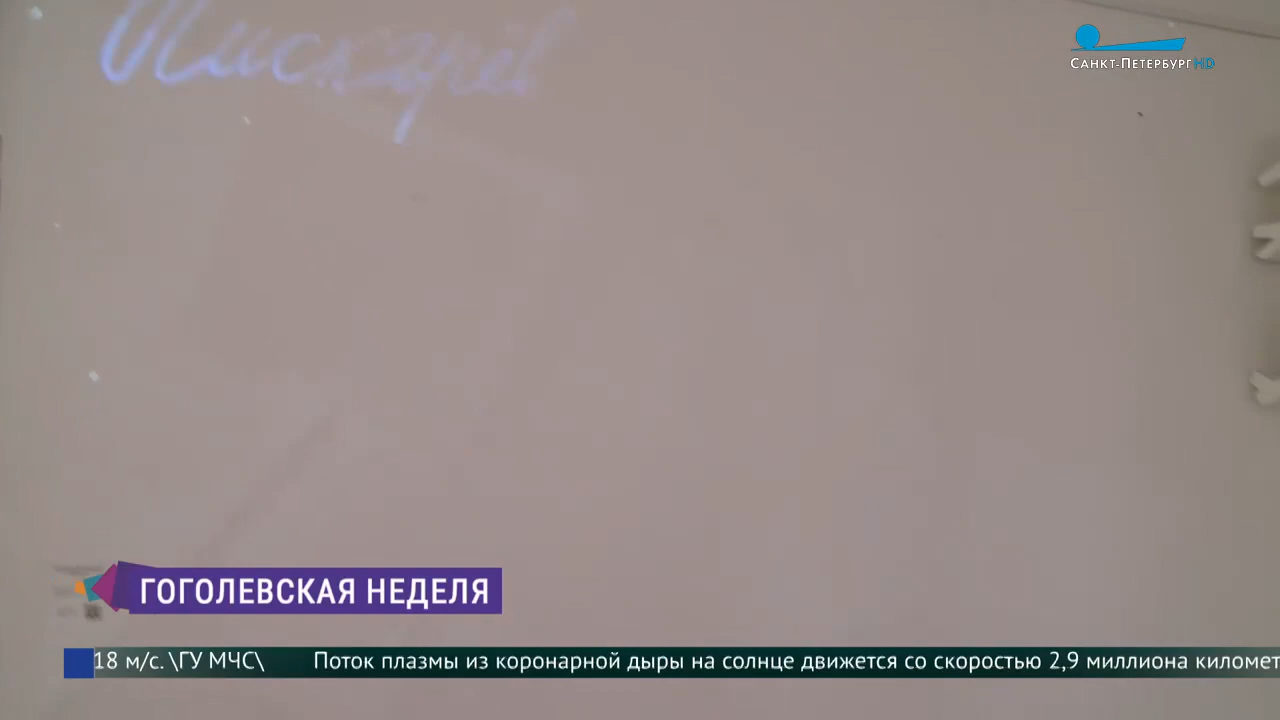 Пискарёв
Санкт-Петербург HD
ГОГОЛЕВСКАЯ НЕДЕЛЯ
18 м/с. \ГУ МЧС\ Поток плазмы из коронарной дыры на солнце движется со скоростью 2,9 миллиона километ